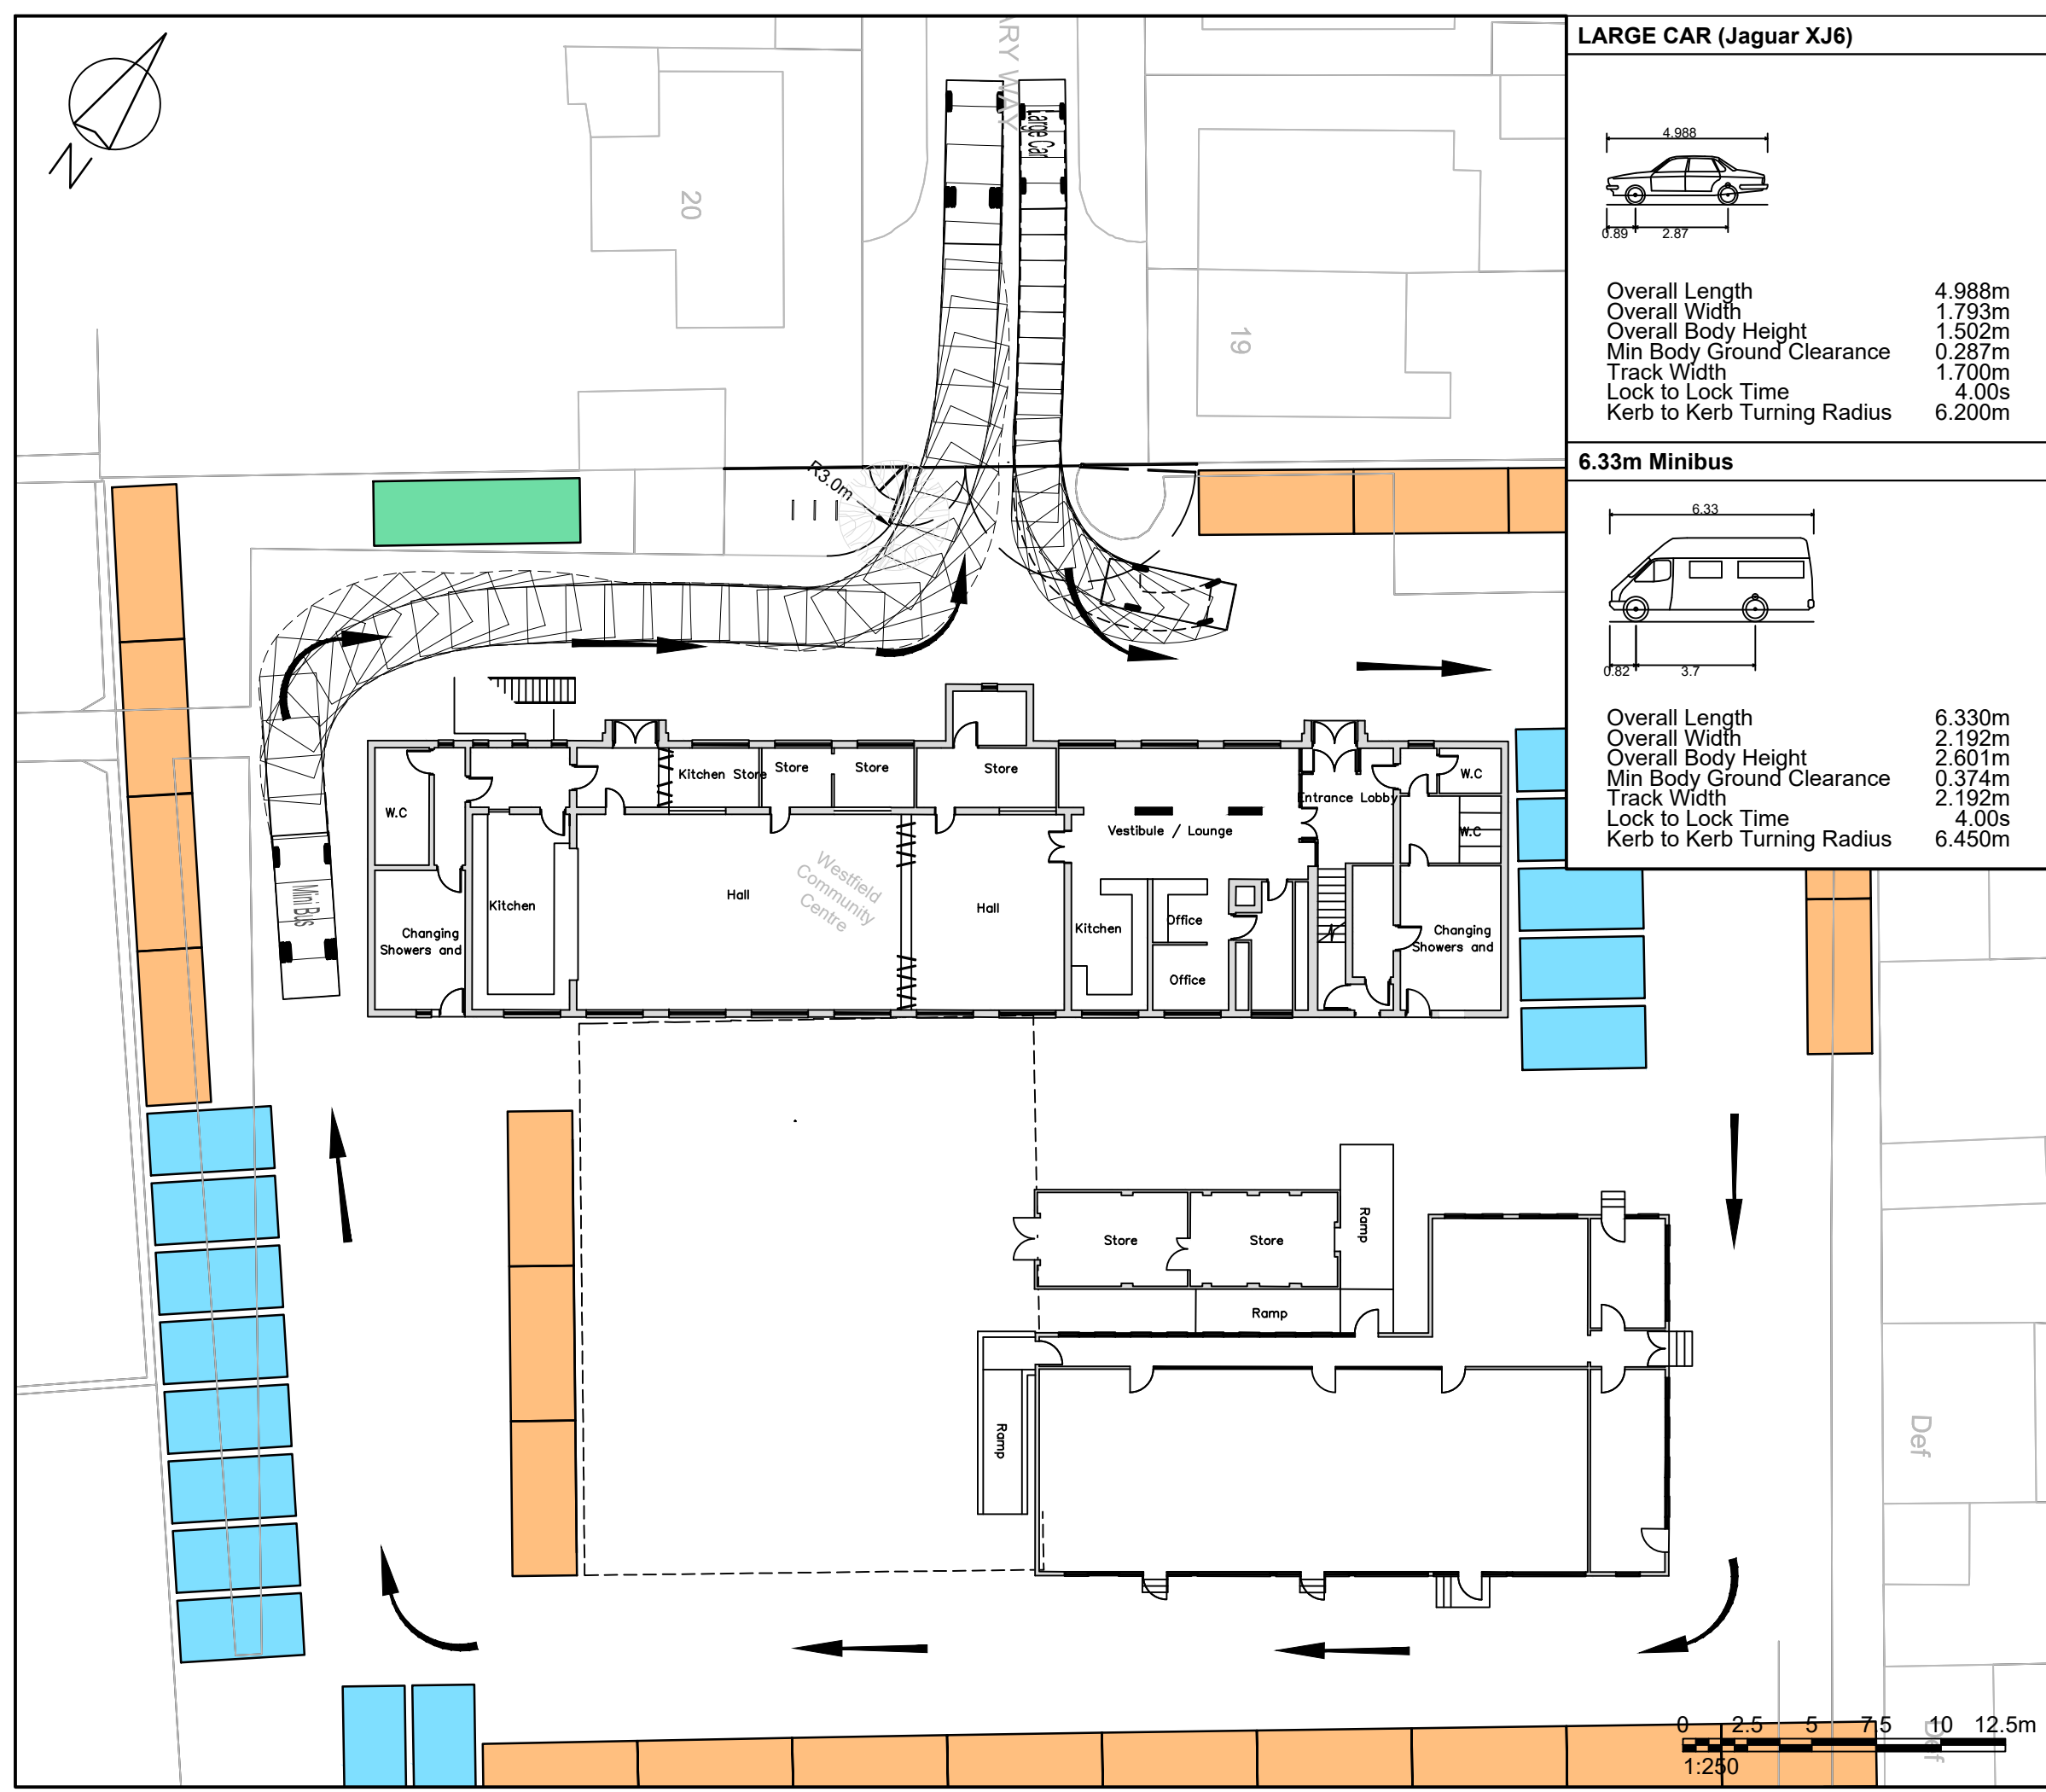 N
ARY WAY
Large Car
20
19
R3.0m
LARGE CAR (Jaguar XJ6)
4.988
0.89
2.87
Overall Length 4.988m
Overall Width 1.793m
Overall Body Height 1.502m
Min Body Ground Clearance 0.287m
Track Width 1.700m
Lock to Lock Time 4.00s
Kerb to Kerb Turning Radius 6.200m
6.33m Minibus
6.33
0.82
3.7
Overall Length 6.330m
Overall Width 2.192m
Overall Body Height 2.601m
Min Body Ground Clearance 0.374m
Track Width 2.192m
Lock to Lock Time 4.00s
Kerb to Kerb Turning Radius 6.450m
Mini Bus
W.C
Kitchen Store
Store
Store
Store
Entrance Lobby
W.C
W.C
Vestibule / Lounge
Westfield
Community
Centre
Hall
Hall
Kitchen
Changing
Showers and
Kitchen
Office
Office
Changing
Showers and
Store
Store
Ramp
Ramp
Ramp
Def
Def
0 2.5 5 7.5 10 12.5m
1:250